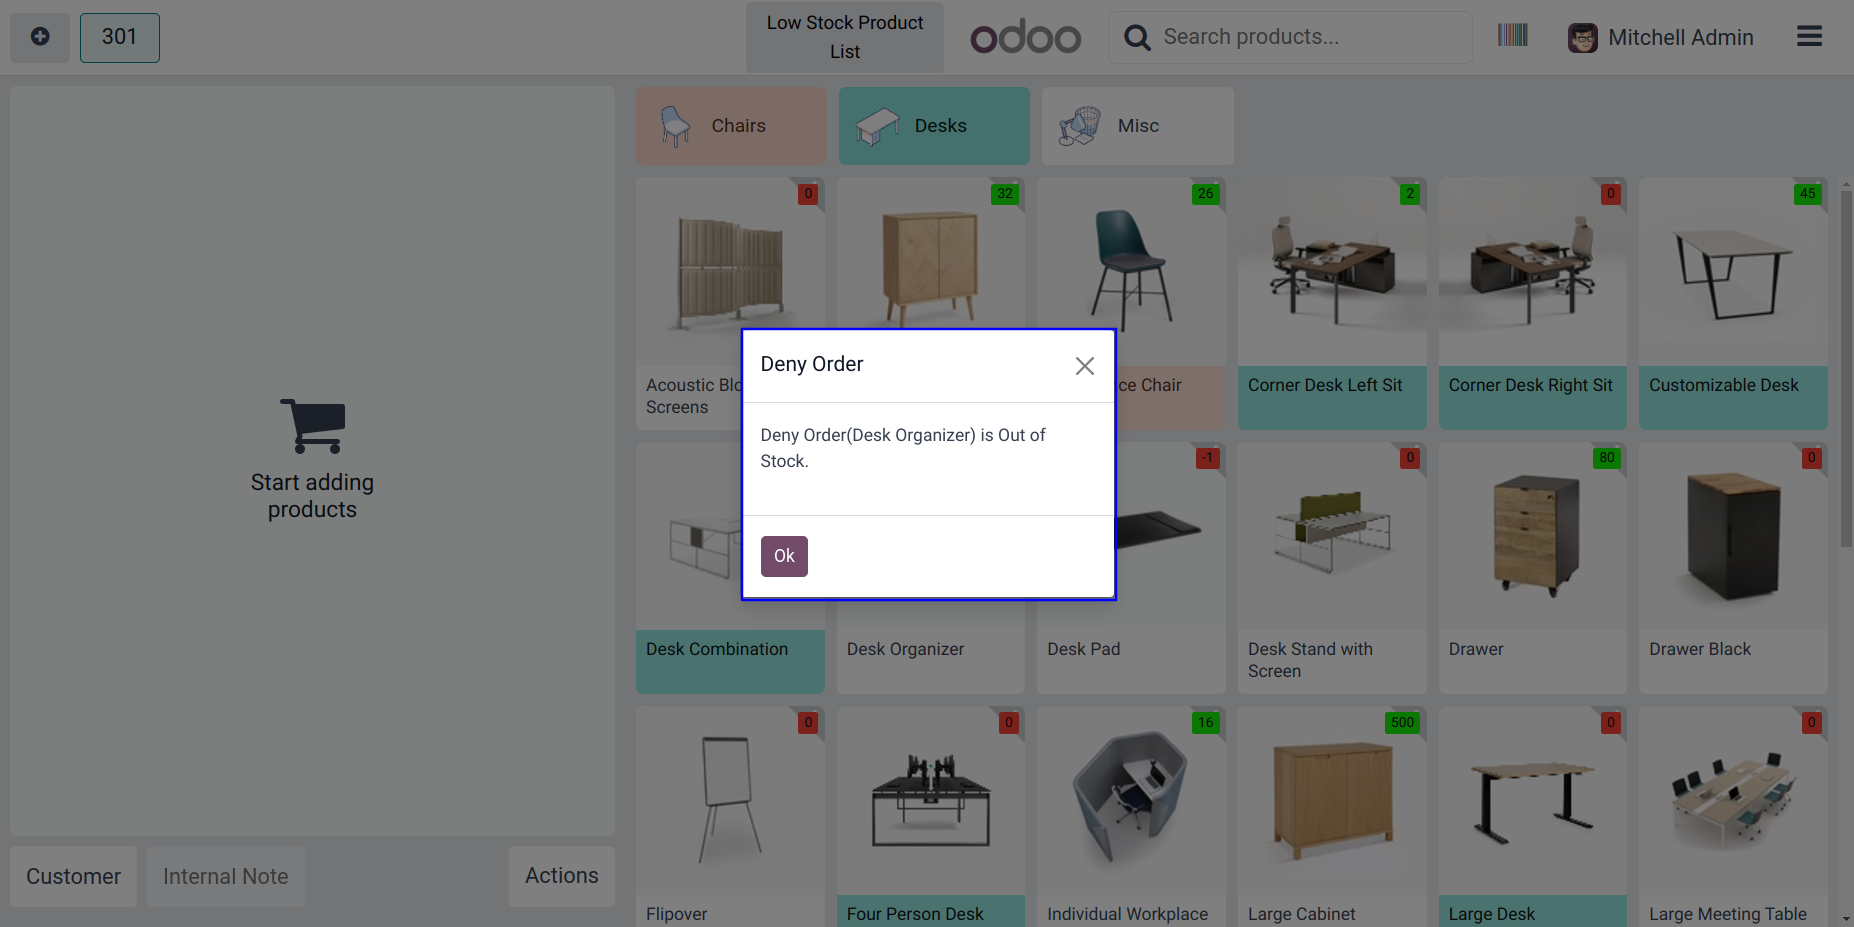 301
Low Stock Product
List
odoo
Search products...
Mitchell Admin
Chairs
Desks
Misc
0
32
26
2
0
45
Acoustic Blo
Screens
ce Chair
Corner Desk Left Sit
Corner Desk Right Sit
Customizable Desk
Deny Order
Deny Order(Desk Organizer) is Out of
Stock.
Ok
Start adding
products
-1
0
80
0
Desk Combination
Desk Organizer
Desk Pad
Desk Stand with
Screen
Drawer
Drawer Black
0
0
16
500
0
0
Flipover
Four Person Desk
Individual Workplace
Large Cabinet
Large Desk
Large Meeting Table
Customer
Internal Note
Actions